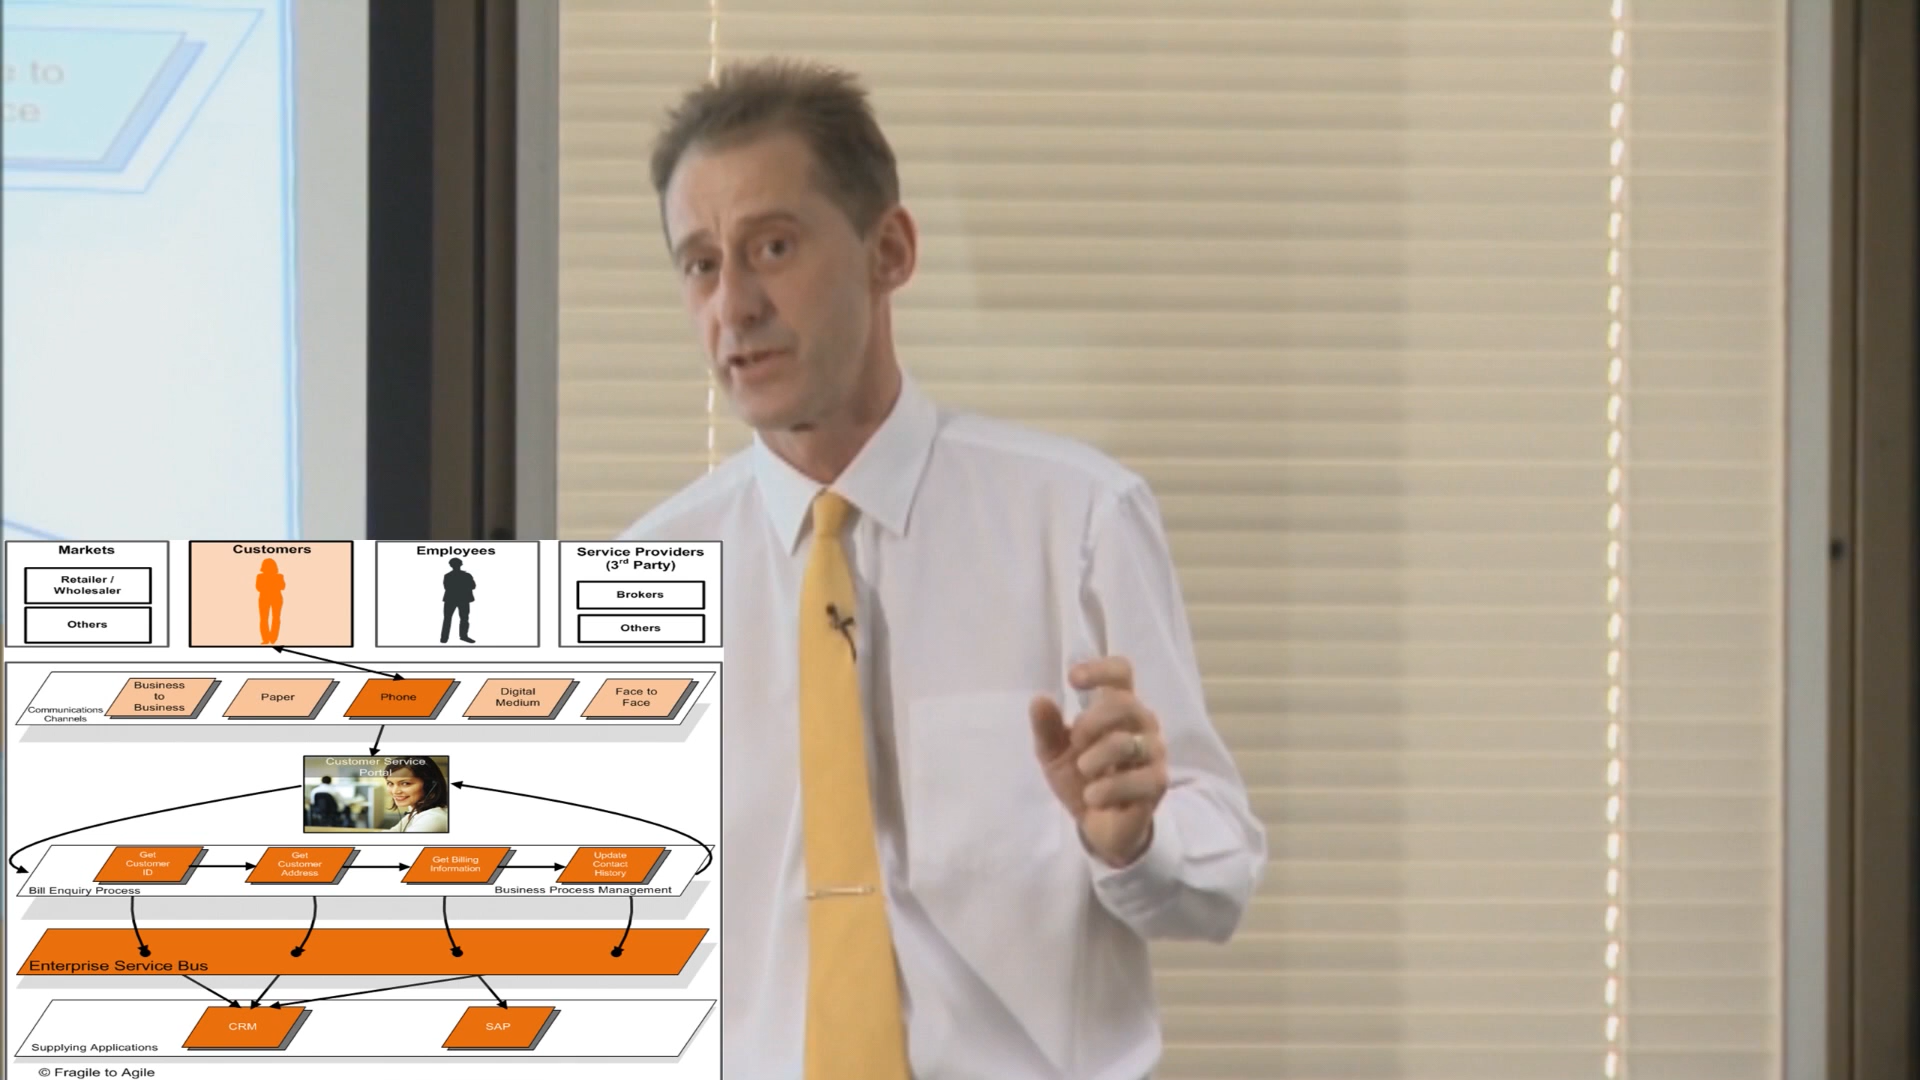 to
Markets
Customers
Employees
Service Providers
(3rd Party)
Retailer /
Wholesaler
Others
Brokers
Others
Communications
Channels
Business
to
Business
Paper
Phone
Digital
Medium
Face to
Face
Customer Service
Portal
Get
Customer
ID
Get
Customer
Address
Get Billing
Information
Update
Contact
History
Bill Enquiry Process
Business Process Management
Enterprise Service Bus
CRM
SAP
Supplying Applications
© Fragile to Agile